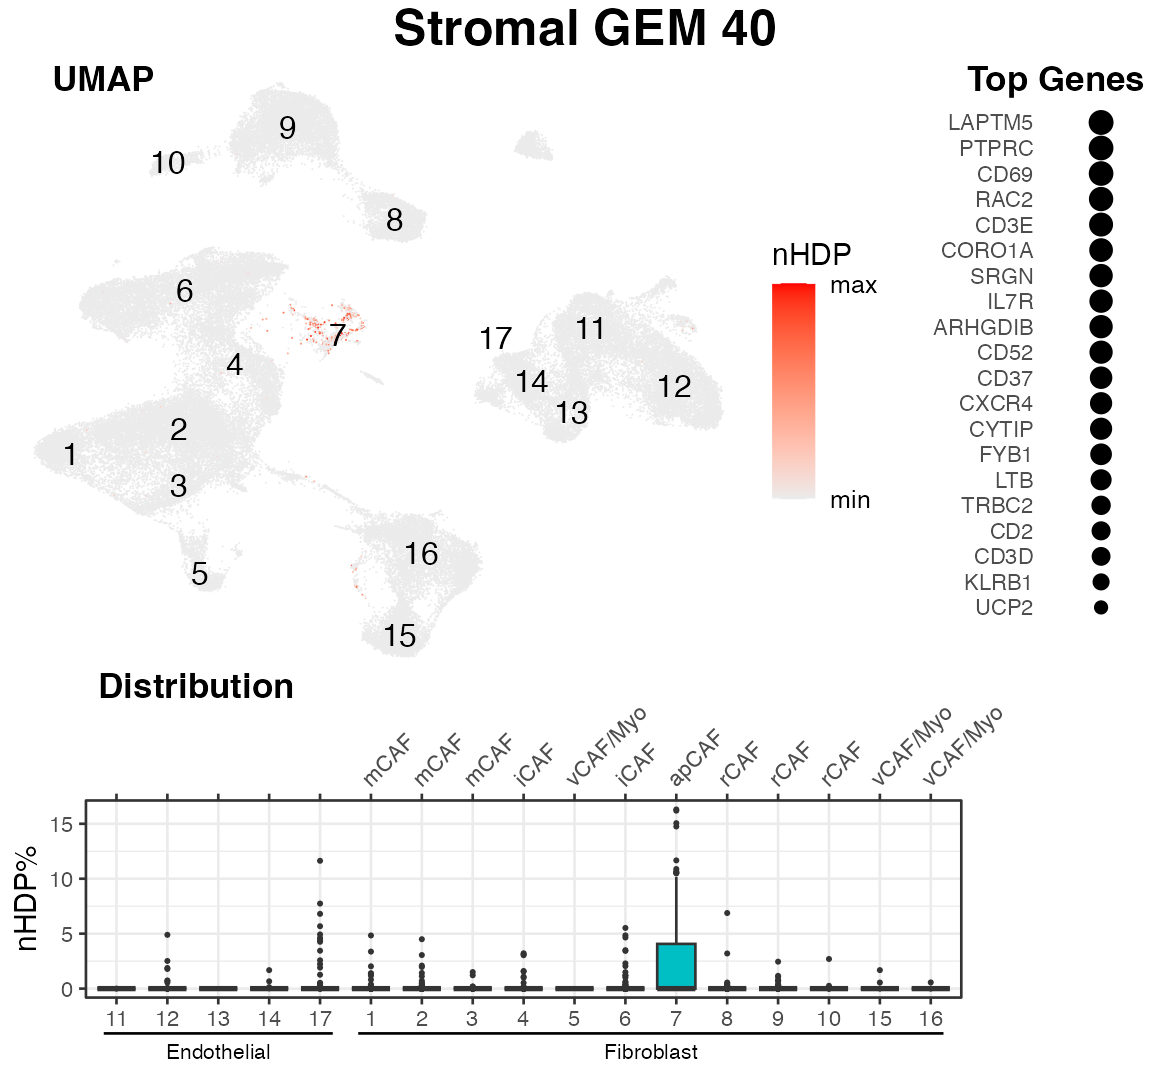 Stromal GEM 40
UMAP
Top Genes
9
10
8
6
7
4
2
1
3
5
16
15
17
11
14
12
13
nHDP
max
min
LAPTM5
PTPRC
CD69
RAC2
CD3E
CORO1A
SRGN
IL7R
ARHGDIB
CD52
CD37
CXCR4
CYTIP
FYB1
LTB
TRBC2
CD2
CD3D
KLRB1
UCP2
Distribution
mCAF
mCAF
mCAF
iCAF
vCAF/Myo
iCAF
apCAF
rCAF
rCAF
rCAF
vCAF/Myo
vCAF/Myo
nHDP%
15
10
5
0
11 12 13 14 17 1 2 3 4 5 6 7 8 9 10 15 16
Endothelial Fibroblast